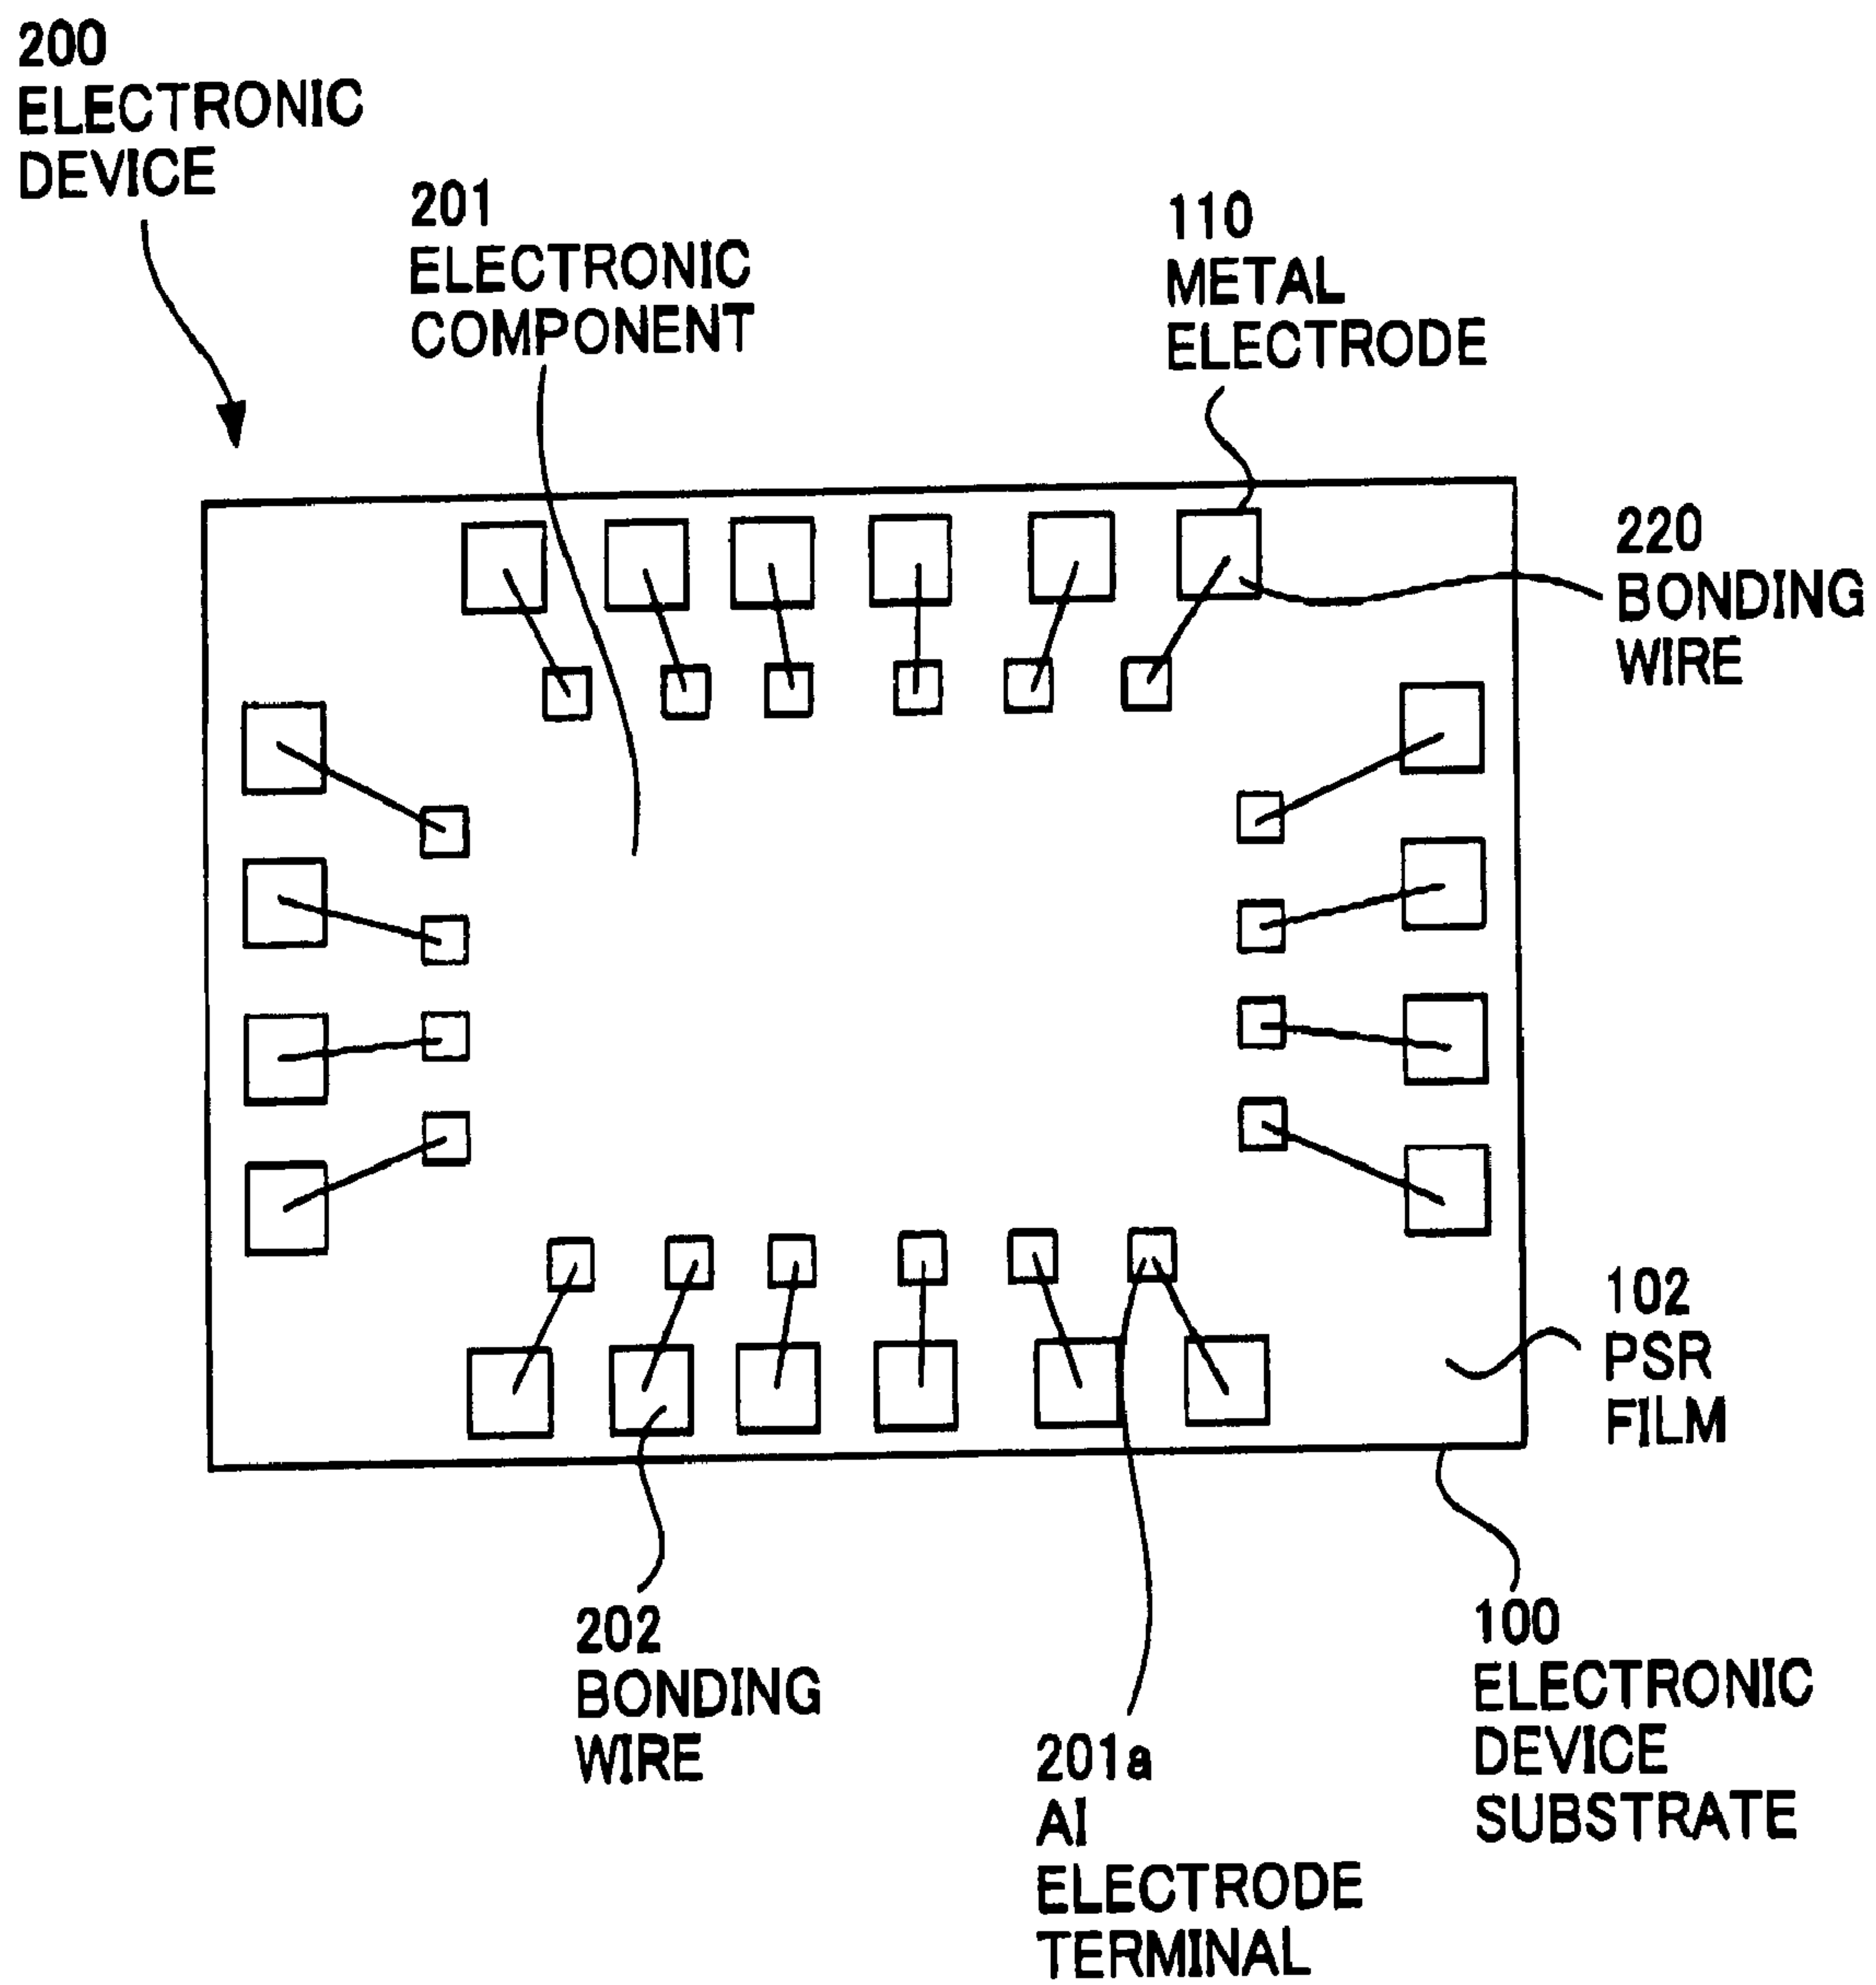 200
ELECTRONIC
DEVICE
201
ELECTRONIC
COMPONENT
110
METAL
ELECTRODE
220
BONDING
WIRE
102
PSR
FILM
202
BONDING
WIRE
100
ELECTRONIC
DEVICE
SUBSTRATE
201a
Al
ELECTRODE
TERMINAL